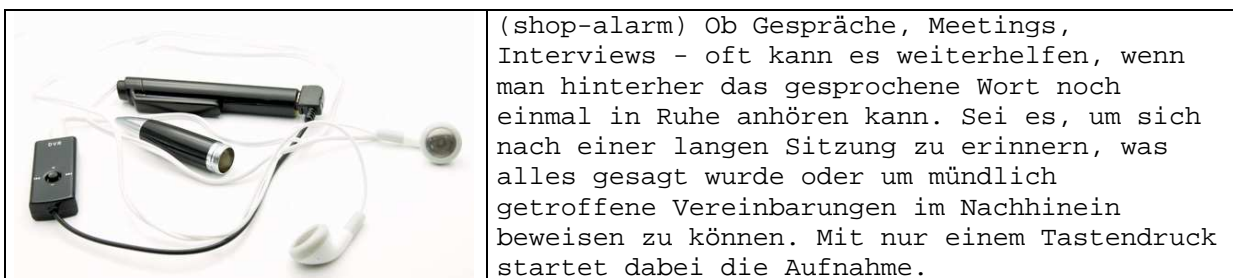 (shop-alarm) Ob Gespräche, Meetings,
Interviews - oft kann es weiterhelfen, wenn
man hinterher das gesprochene Wort noch
einmal in Ruhe anhören kann. Sei es, um sich
nach einer langen Sitzung zu erinnern, was
alles gesagt wurde oder um mündlich
getroffene Vereinbarungen im Nachhinein
beweisen zu können. Mit nur einem Tastendruck
startet dabei die Aufnahme.
DVR